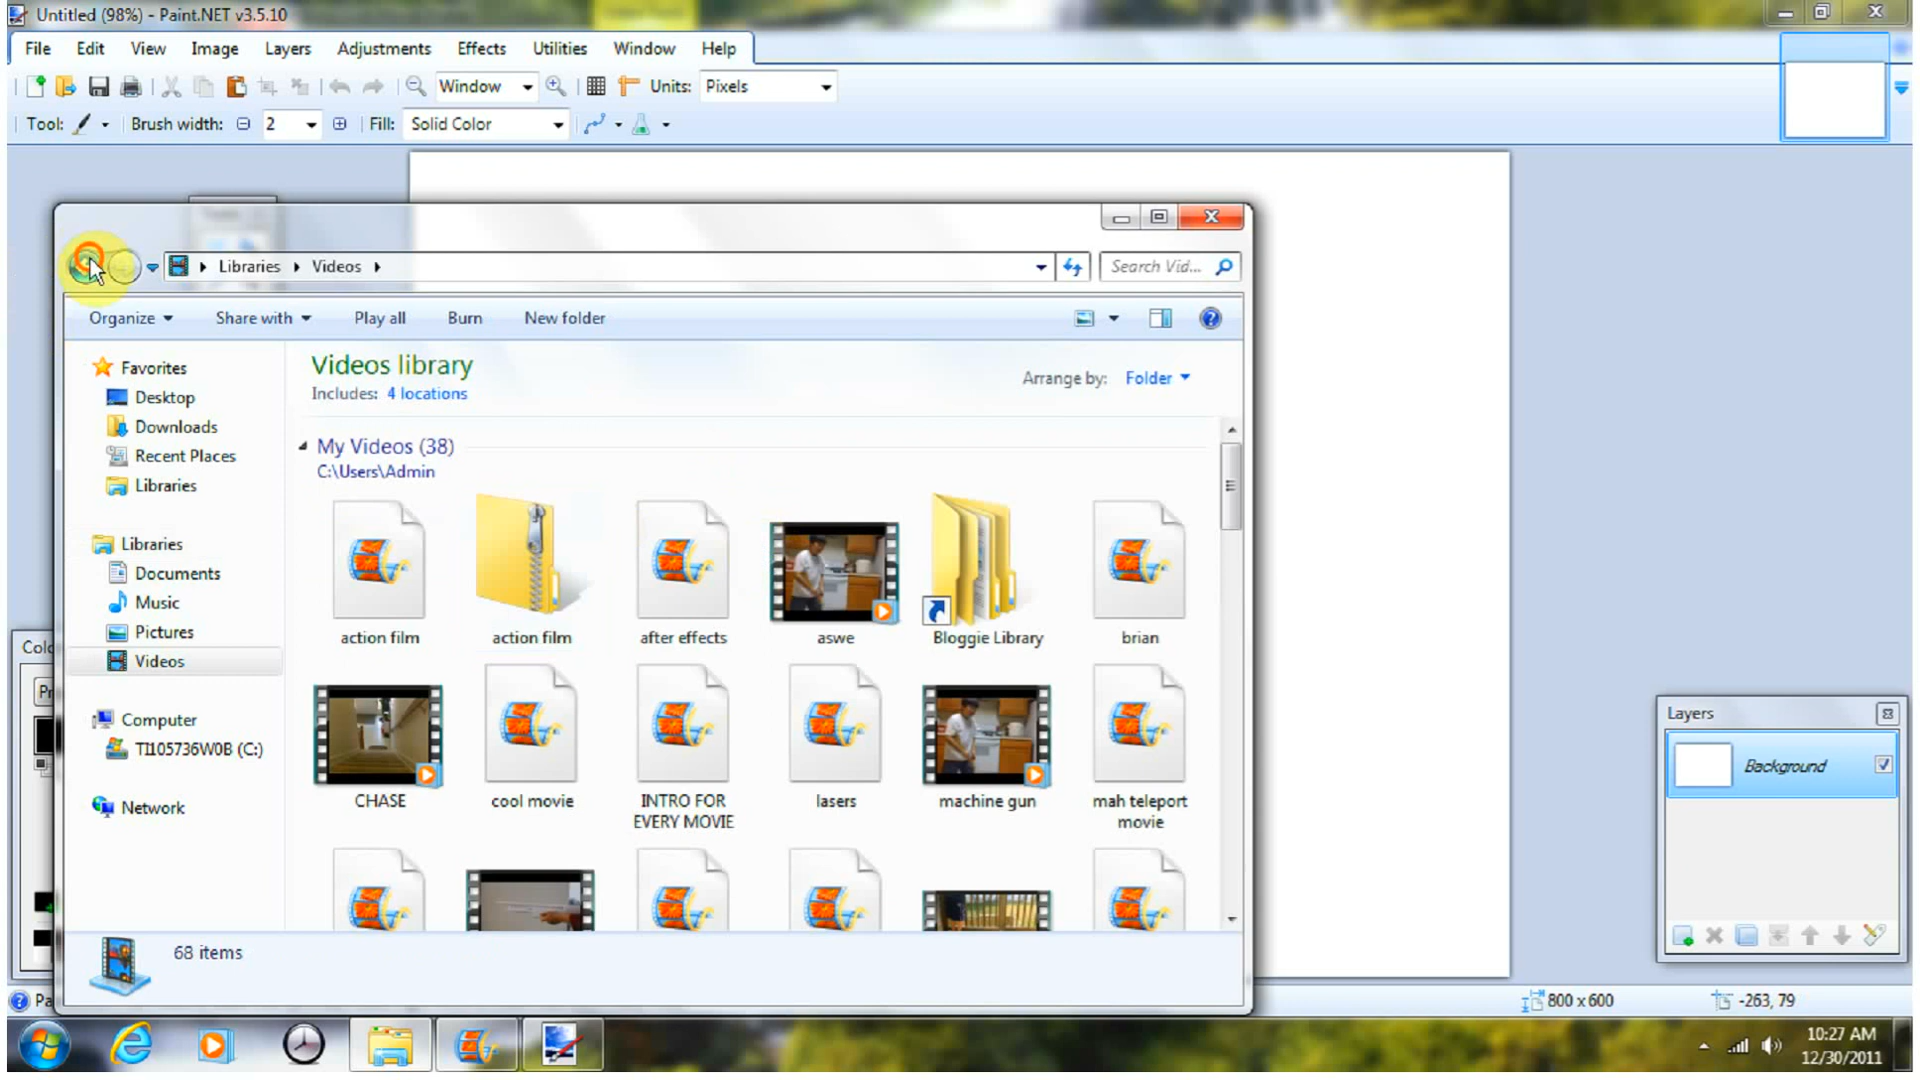 Untitled (98%) - Paint.NET v3.5.10
File Edit View Image Layers Adjustments Effects Utilities Window Help
Window Units: Pixels
Tool: Brush width: 2 Fill: Solid Color
Libraries Videos Search Vid...
Organize Share with Play all Burn New folder
Favorites
Desktop
Downloads
Recent Places
Libraries
Libraries
Documents
Music
Pictures
Videos
Computer
TI105736W0B (C:)
Network
Videos library
Includes: 4 locations
Arrange by: Folder
My Videos (38)
C:\Users\Admin
action film action film after effects aswe Bloggie Library brian
CHASE cool movie INTRO FOR EVERY MOVIE lasers machine gun mah teleport movie
68 items
Layers
Background
800 x 600 -263, 79
10:27 AM
12/30/2011